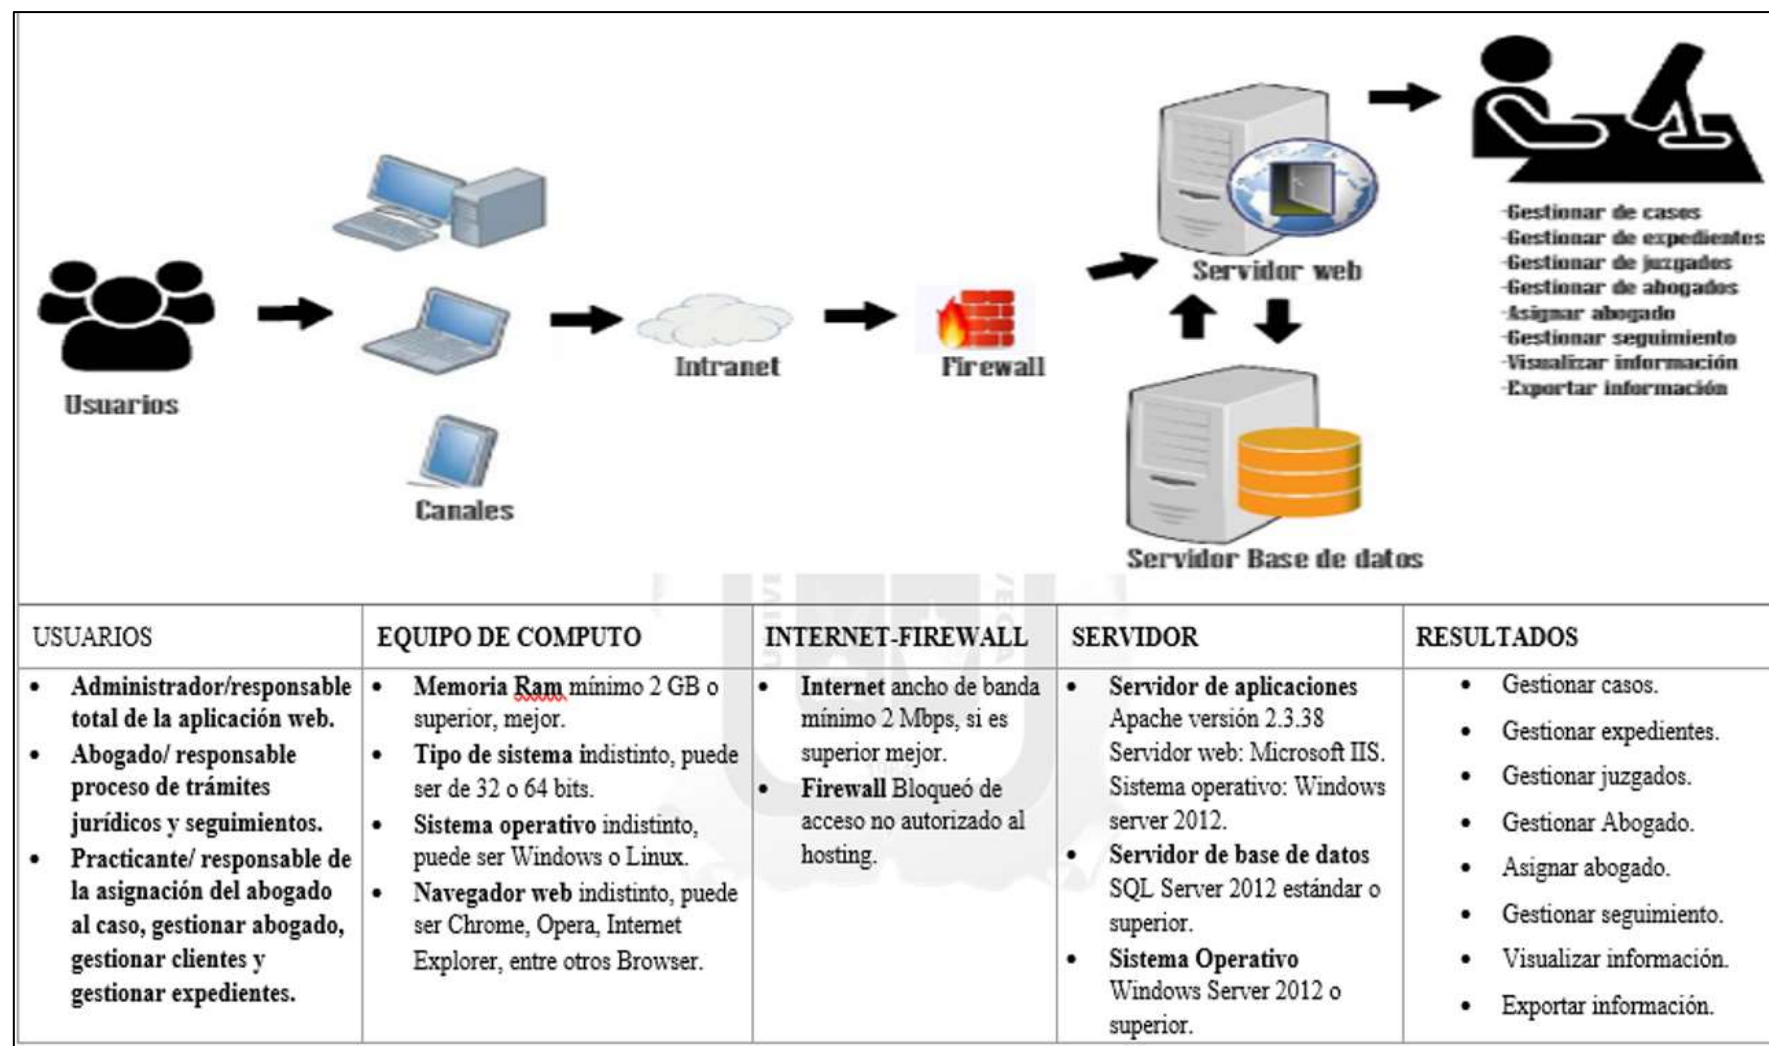 Usuarios
Canales
Intranet
Firewall
Servidor web
Servidor Base de datos
-Gestionar de casos
-Gestionar de expedientes
-Gestionar de juzgados
-Gestionar de abogados
-Asignar abogado
-Gestionar seguimiento
-Visualizar información
-Exportar información
USUARIOS
• Administrador/responsable
total de la aplicación web.
• Abogado/ responsable
proceso de trámites
jurídicos y seguimientos.
• Practicante/ responsable de
la asignación del abogado
al caso, gestionar abogado,
gestionar clientes y
gestionar expedientes.
EQUIPO DE COMPUTO
• Memoria Ram mínimo 2 GB o
superior, mejor.
• Tipo de sistema indistinto, puede
ser de 32 o 64 bits.
• Sistema operativo indistinto,
puede ser Windows o Linux.
• Navegador web indistinto, puede
ser Chrome, Opera, Internet
Explorer, entre otros Browser.
INTERNET-FIREWALL
• Internet ancho de banda
mínimo 2 Mbps, si es
superior mejor.
• Firewall Bloqueó de
acceso no autorizado al
hosting.
SERVIDOR
• Servidor de aplicaciones
Apache versión 2.3.38
Servidor web: Microsoft IIS.
Sistema operativo: Windows
server 2012.
• Servidor de base de datos
SQL Server 2012 estándar o
superior.
• Sistema Operativo
Windows Server 2012 o
superior.
RESULTADOS
• Gestionar casos.
• Gestionar expedientes.
• Gestionar juzgados.
• Gestionar Abogado.
• Asignar abogado.
• Gestionar seguimiento.
• Visualizar información.
• Exportar información.